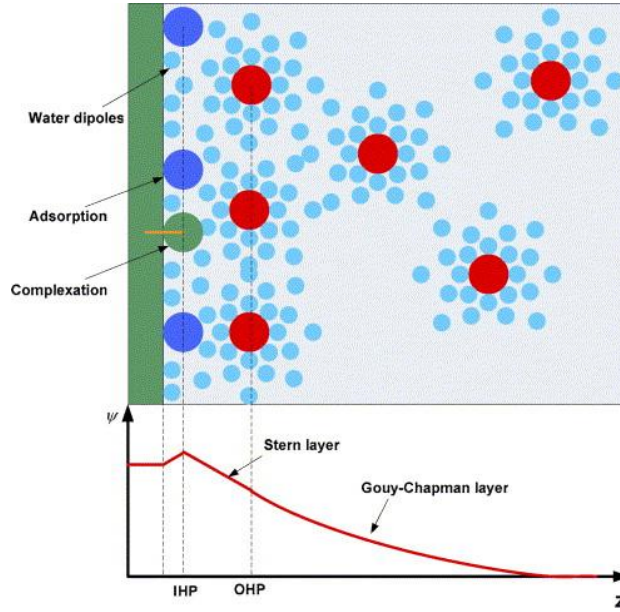 Water dipoles
Adsorption
Complexation
ψ
Stern layer
Gouy-Chapman layer
IHP
OHP
Z